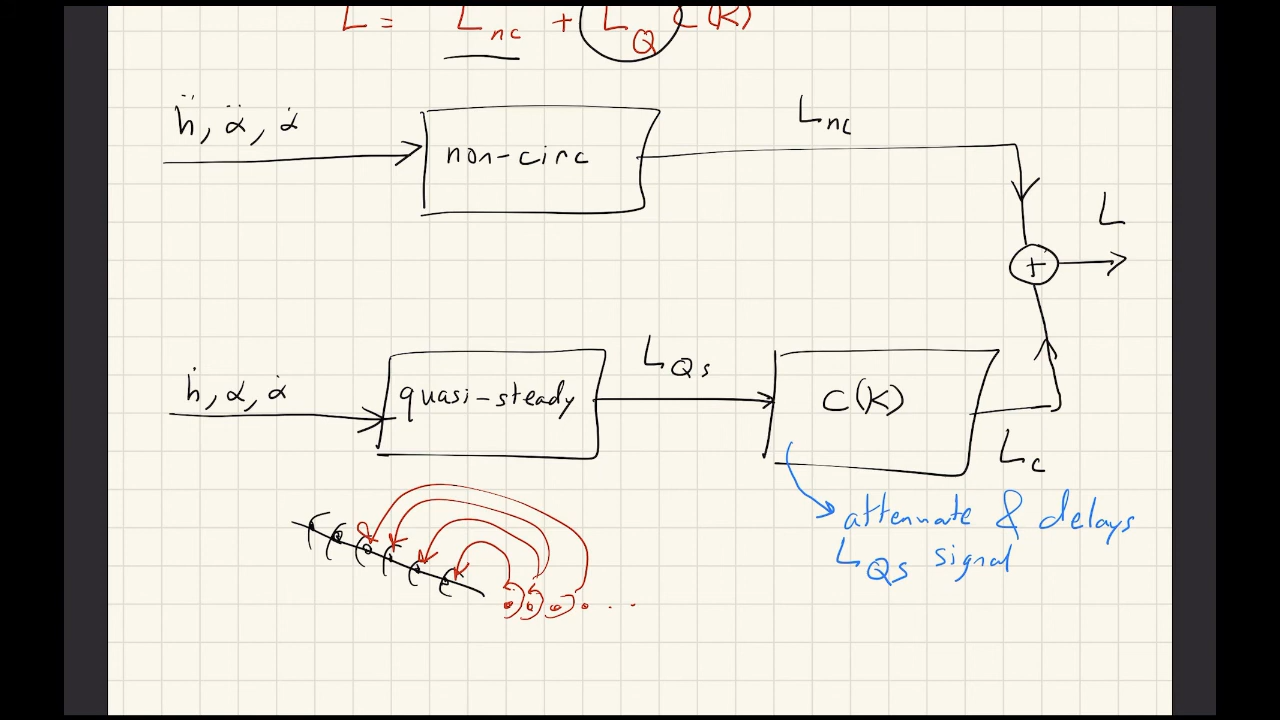 L = L_nc + L_Q C(K)
ḧ, α̈, α̇
non-circ
L_nc
+
L
ḣ, α, α̇
quasi-steady
L_Qs
C(K)
L_c
attenuate & delays
L_QS signal